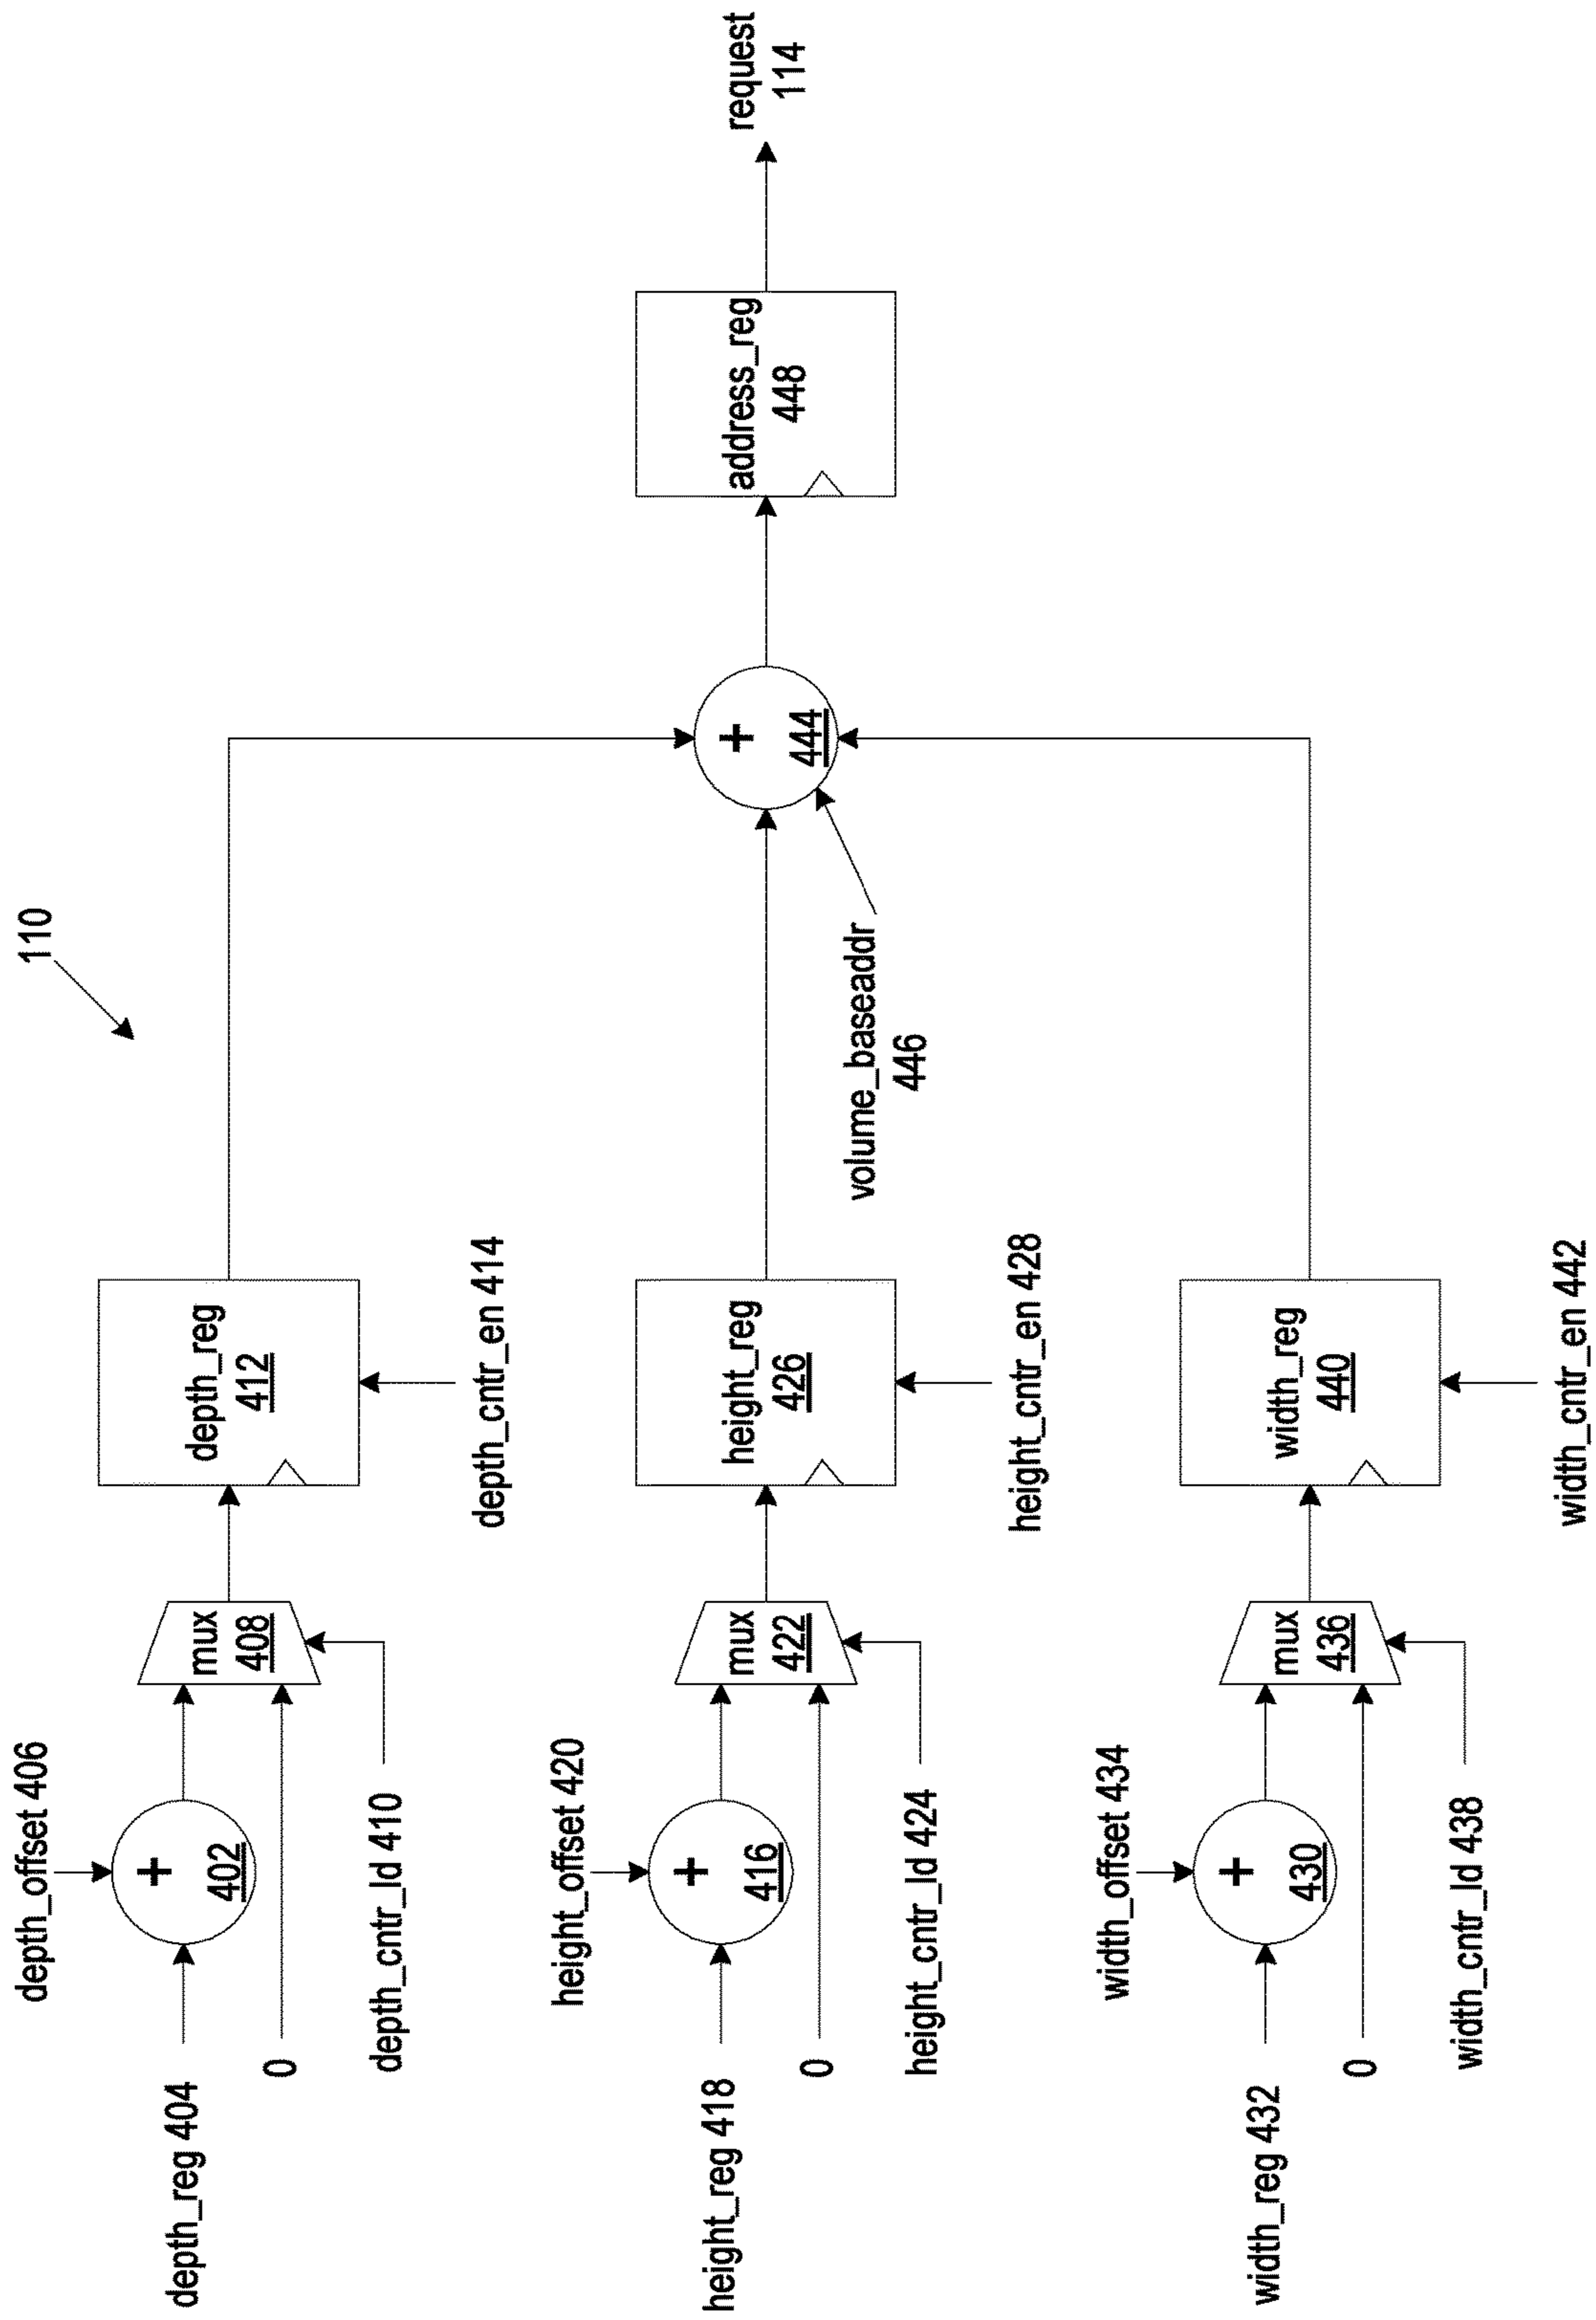 110
depth_offset 406
depth_reg 404
+
402
0
depth_cntr_ld 410
mux
408
depth_reg
412
depth_cntr_en 414
height_offset 420
height_reg 418
+
416
0
height_cntr_ld 424
mux
422
height_reg
426
height_cntr_en 428
width_offset 434
width_reg 432
+
430
0
width_cntr_ld 438
mux
436
width_reg
440
width_cntr_en 442
volume_baseaddr
446
+
444
address_reg
448
request
114